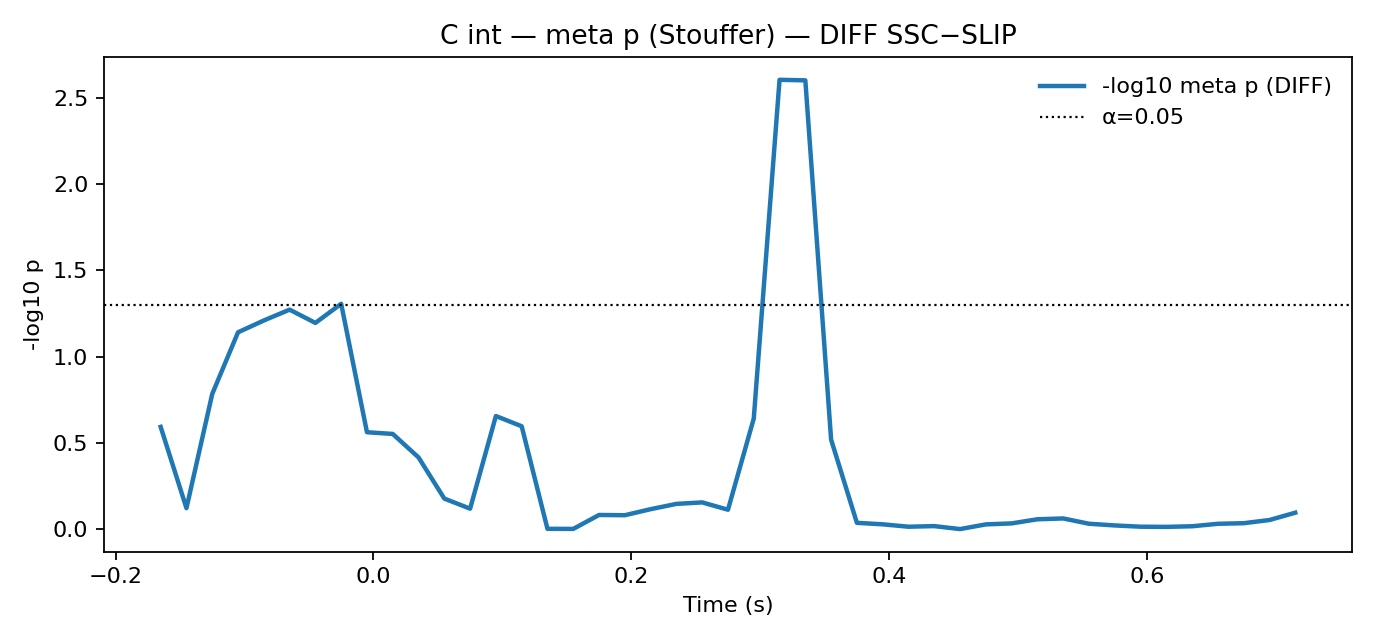 C int — meta p (Stouffer) — DIFF SSC−SLIP
-log10 meta p (DIFF)
α=0.05
-log10 p
2.5
2.0
1.5
1.0
0.5
0.0
−0.2
0.0
0.2
0.4
0.6
Time (s)